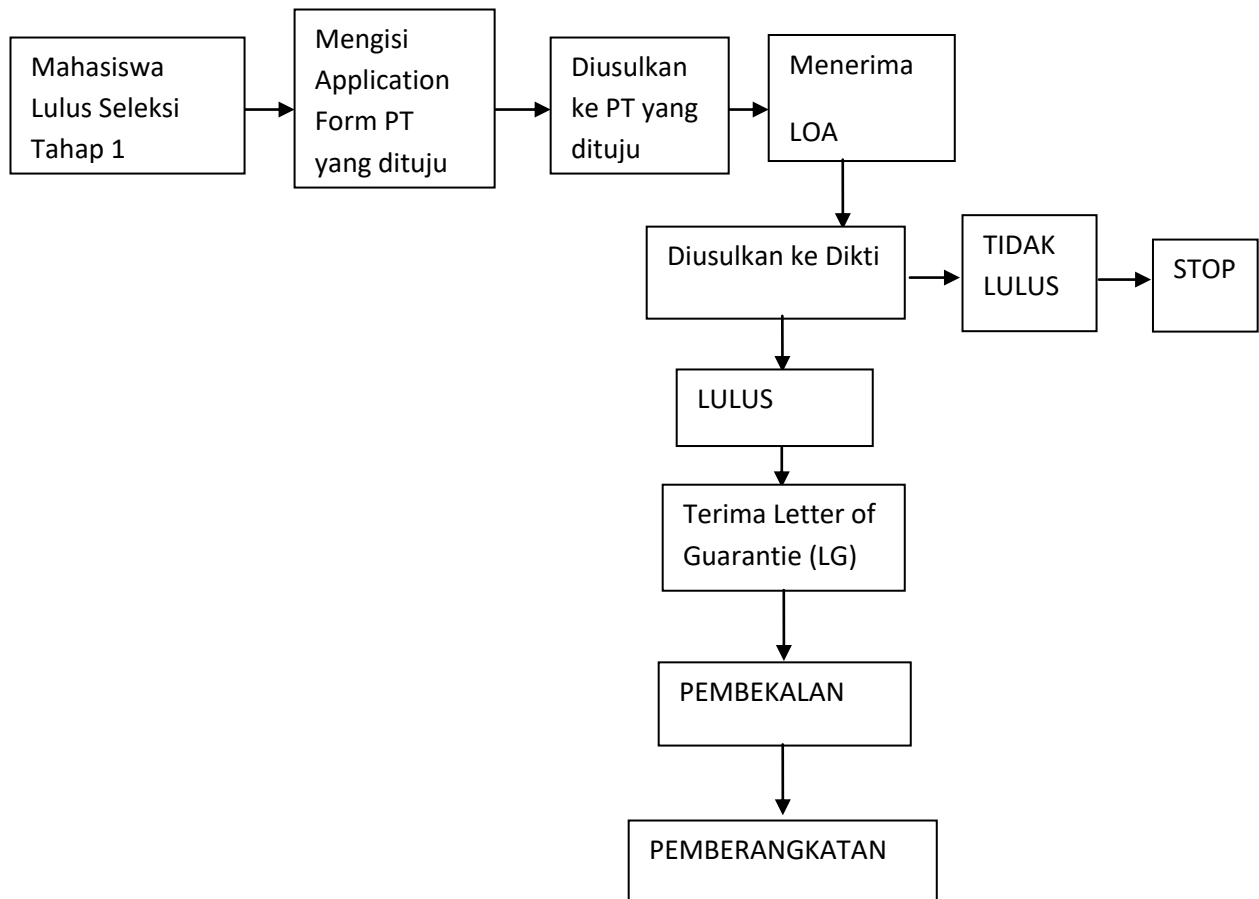 Mahasiswa
Lulus Seleksi
Tahap 1
Mengisi
Application
Form PT
yang dituju
Diusulkan
ke PT yang
dituju
Menerima
LOA
Diusulkan ke Dikti
TIDAK
LULUS
STOP
LULUS
Terima Letter of
Guarantie (LG)
PEMBEKALAN
PEMBERANGKATAN